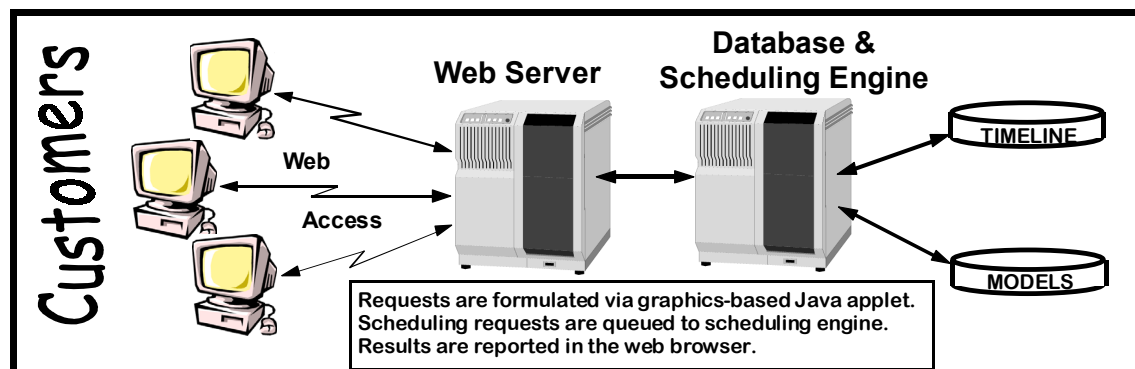 Customers
Web
Access
Web Server
Database &
Scheduling Engine
TIMELINE
MODELS
Requests are formulated via graphics-based Java applet.
Scheduling requests are queued to scheduling engine.
Results are reported in the web browser.